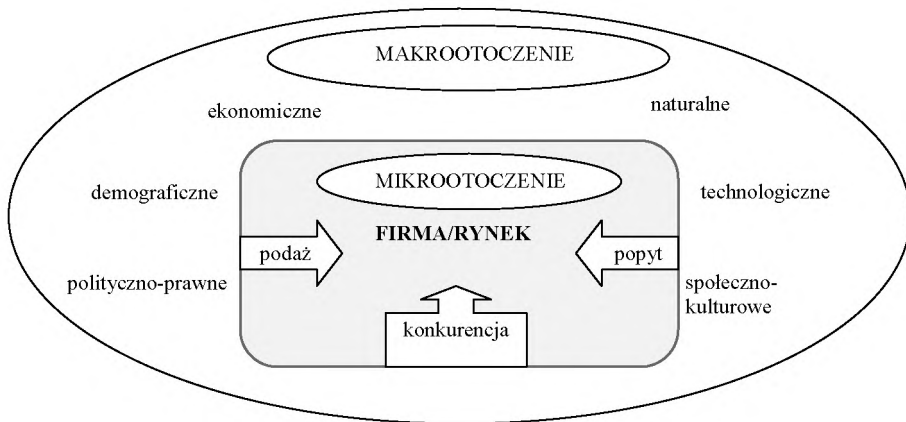 MAKROOTOCZENIE
ekonomiczne
naturalne
MIKROOTOCZENIE
demograficzne
technologiczne
FIRMA/RYNEK
podaż
popyt
polityczno-prawne
społeczno-
kulturowe
konkurencja